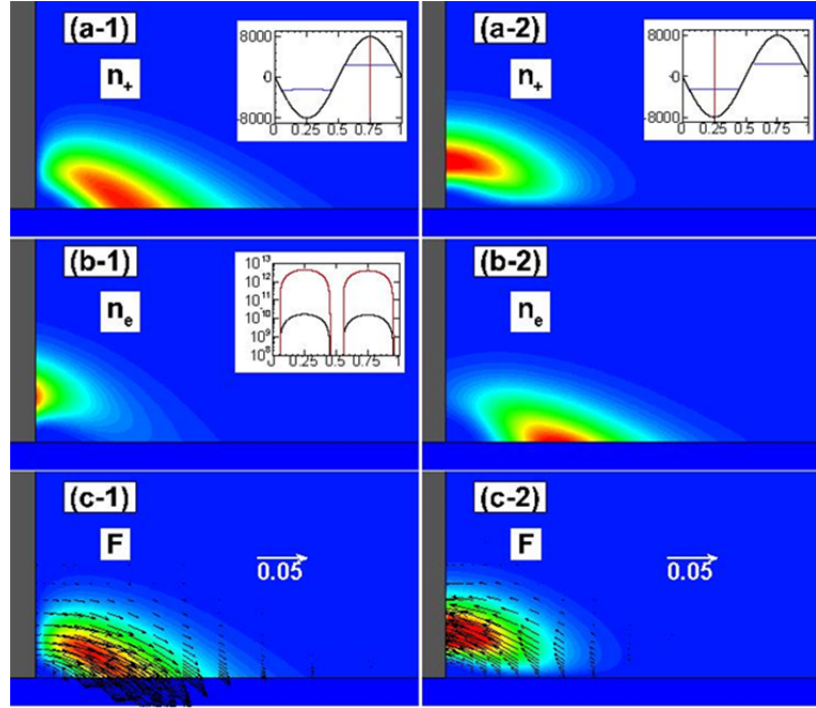 (a-1)
n+
8000
-0
-8000
0 0.25 0.5 0.75 1
(a-2)
n+
8000
-0
-8000
0 0.25 0.5 0.75 1
(b-1)
ne
10^13
10^12
10^11
10^10
10^9
10^8
0 0.25 0.5 0.75 1
(b-2)
ne
(c-1)
F
0.05
(c-2)
F
0.05